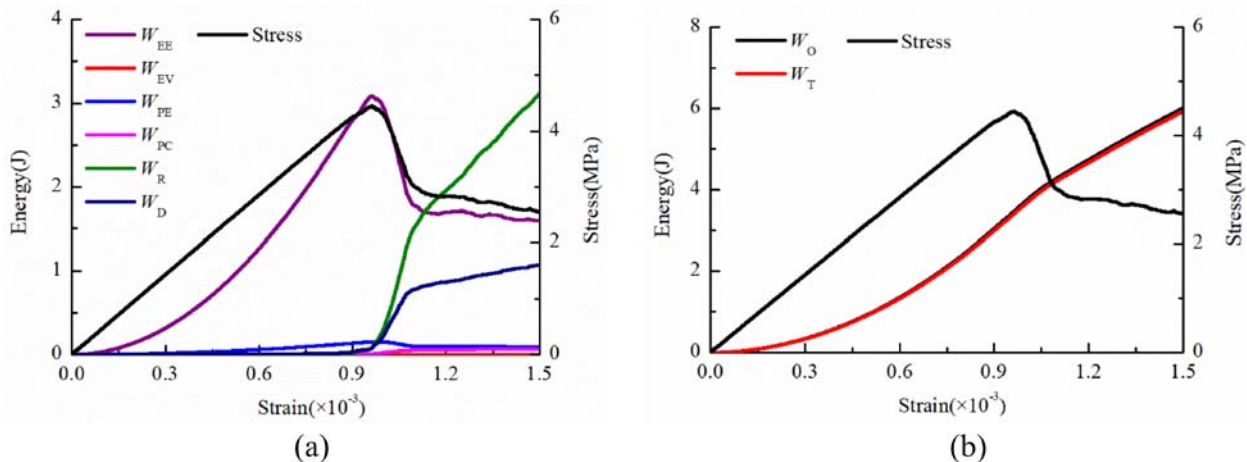 4
3
2
1
0
Energy(J)
W_EE
W_EV
W_PE
W_PC
W_R
W_D
Stress
6
4
2
0
Stress(MPa)
0.0 0.3 0.6 0.9 1.2 1.5
Strain(×10⁻³)
(a)
8
6
4
2
0
Energy(J)
W_O
W_T
Stress
6
4
2
0
Stress(MPa)
0.0 0.3 0.6 0.9 1.2 1.5
Strain(×10⁻³)
(b)